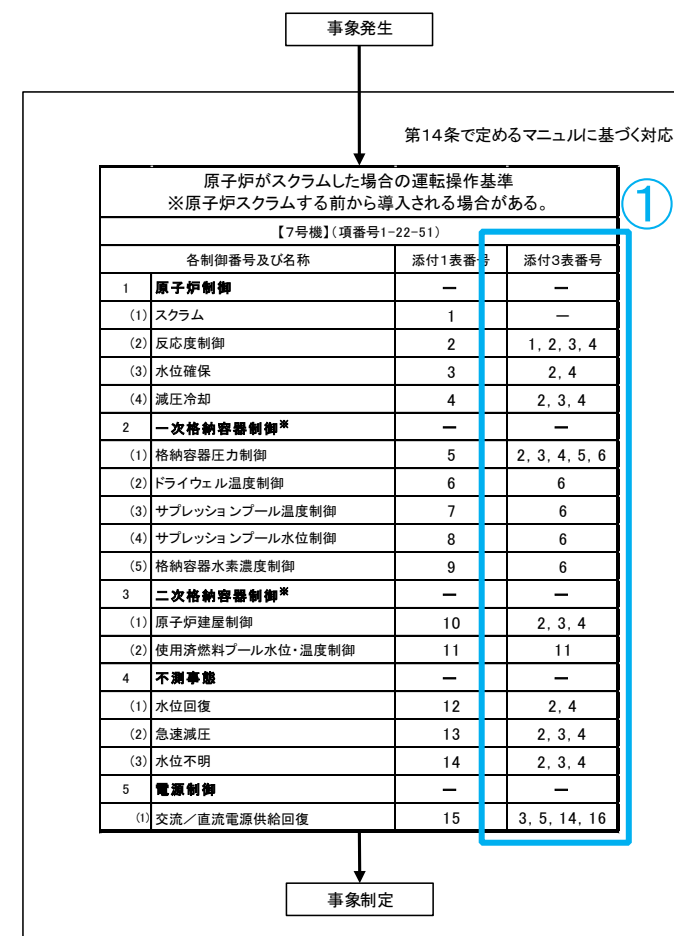 事象発生
第14条で定めるマニュルに基づく対応
原子炉がスクラムした場合の運転操作基準
※原子炉スクラムする前から導入される場合がある。
①
【7号機】(項番号1-22-51)
各制御番号及び名称 添付1表番号 添付3表番号
1 原子炉制御 — —
(1) スクラム 1 —
(2) 反応度制御 2 1, 2, 3, 4
(3) 水位確保 3 2, 4
(4) 減圧冷却 4 2, 3, 4
2 一次格納容器制御※ — —
(1) 格納容器圧力制御 5 2, 3, 4, 5, 6
(2) ドライウェル温度制御 6 6
(3) サプレッションプール温度制御 7 6
(4) サプレッションプール水位制御 8 6
(5) 格納容器水素濃度制御 9 6
3 二次格納容器制御※ — —
(1) 原子炉建屋制御 10 2, 3, 4
(2) 使用済燃料プール水位・温度制御 11 11
4 不測事態 — —
(1) 水位回復 12 2, 4
(2) 急速減圧 13 2, 3, 4
(3) 水位不明 14 2, 3, 4
5 電源制御 — —
(1) 交流／直流電源供給回復 15 3, 5, 14, 16
事象制定